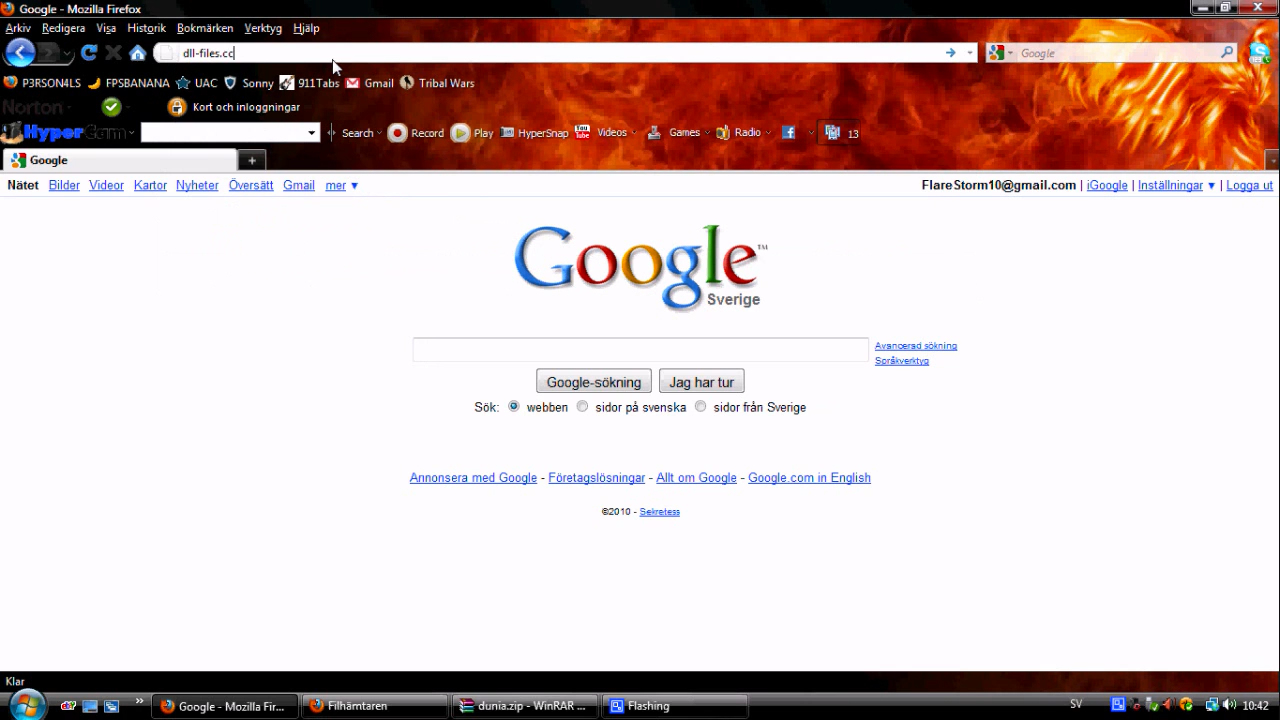 Google - Mozilla Firefox
Arkiv Redigera Visa Historik Bokmärken Verktyg Hjälp
dll-files.cc
Google
P3RSON4LS FPSBANANA UAC Sonny 911Tabs Gmail Tribal Wars
Norton Kort och inloggningar
HyperCam Search Record Play HyperSnap You Tube Videos Games Radio 13
Google
Nätet Bilder Videor Kartor Nyheter Översätt Gmail mer ▼ FlareStorm10@gmail.com | iGoogle | Inställningar ▼ | Logga ut
Google™
Sverige
Avancerad sökning
Språkverktyg
Google-sökning Jag har tur
Sök: webben sidor på svenska sidor från Sverige
Annonsera med Google - Företagslösningar - Allt om Google - Google.com in English
©2010 - Sekretess
Klar
» Google - Mozilla Fir... Filhämtaren dunia.zip - WinRAR ... Flashing SV 10:42